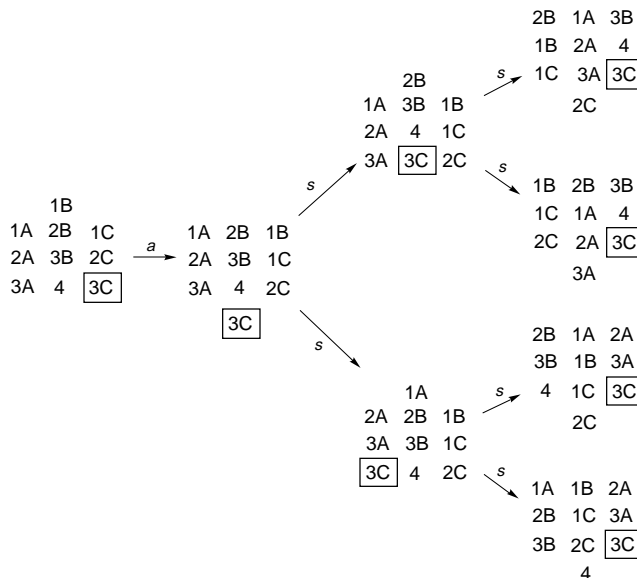 1B
1A 2B 1C
2A 3B 2C
3A 4 3C
a
1A 2B 1B
2A 3B 1C
3A 4 2C
3C
s
s
2B
1A 3B 1B
2A 4 1C
3A 3C 2C
s
s
1A
2A 2B 1B
3A 3B 1C
3C 4 2C
s
s
2B 1A 3B
1B 2A 4
1C 3A 3C
2C
1B 2B 3B
1C 1A 4
2C 2A 3C
3A
2B 1A 2A
3B 1B 3A
4 1C 3C
2C
1A 1B 2A
2B 1C 3A
3B 2C 3C
4